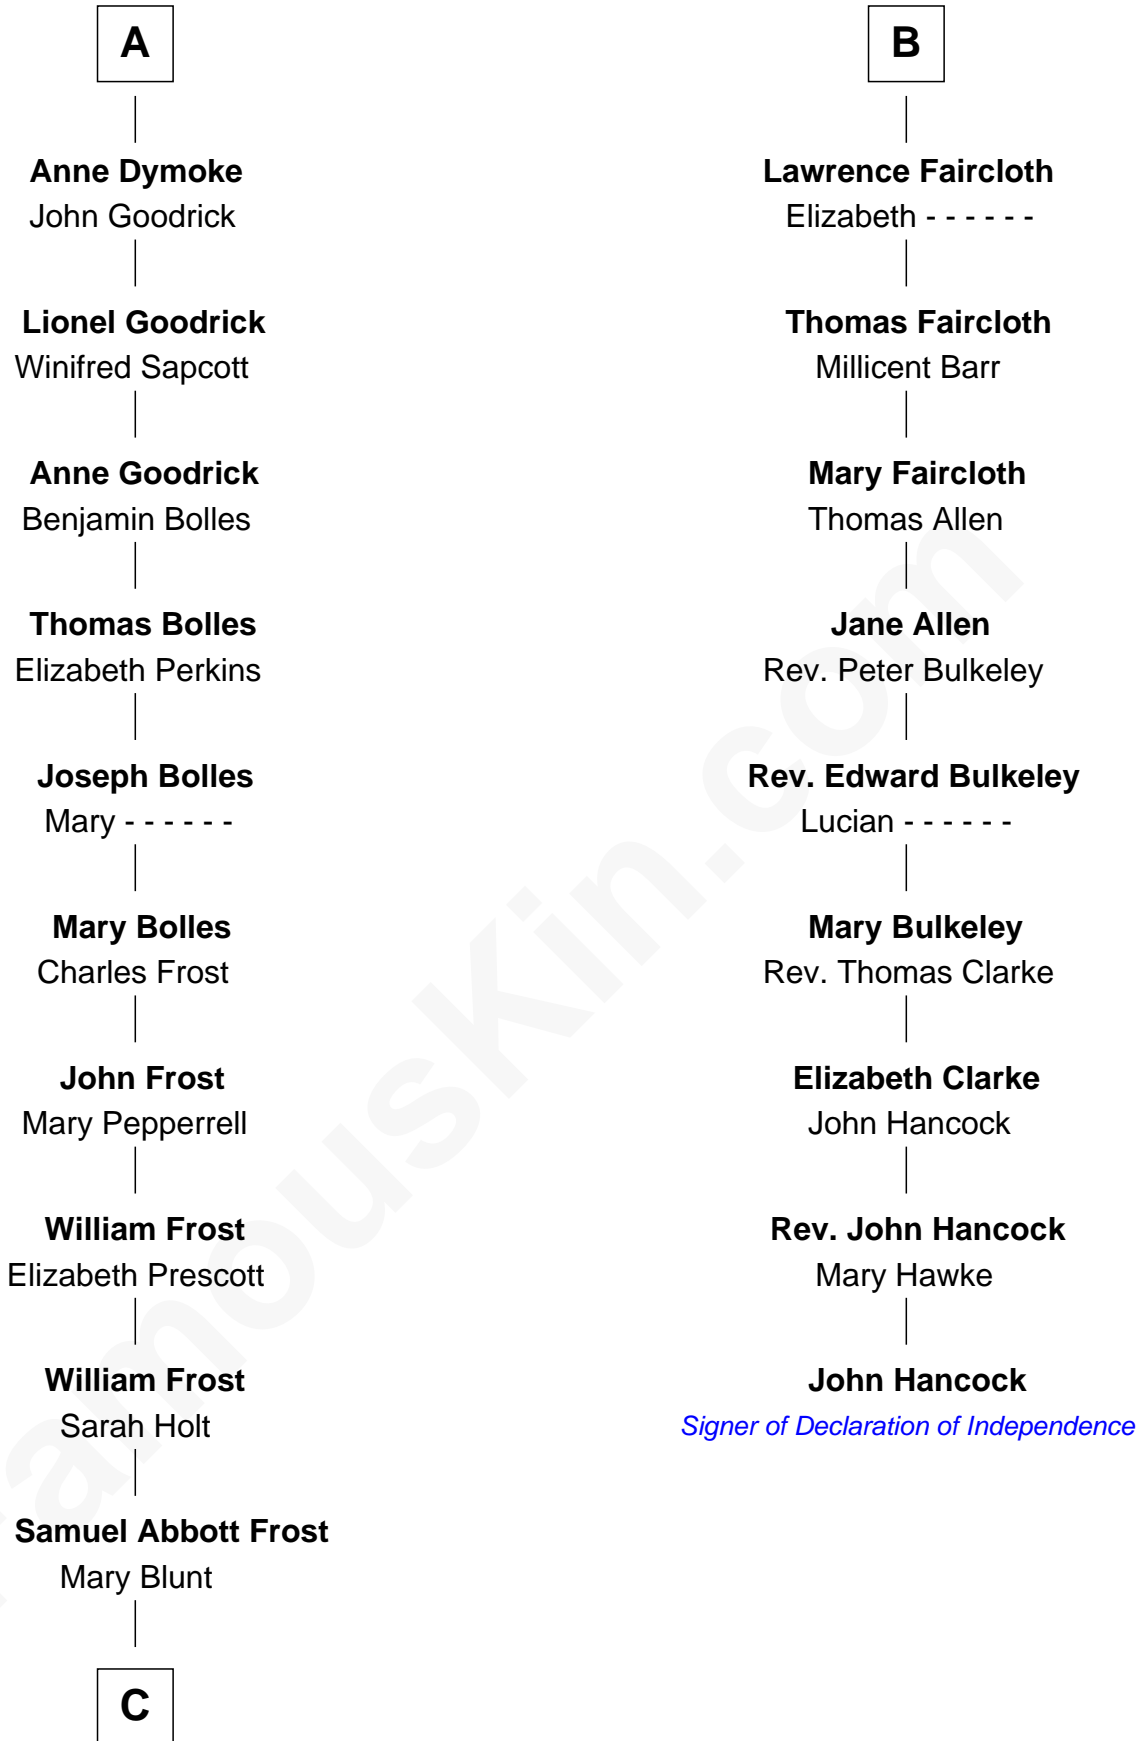 A
Anne Dymoke
John Goodrick
Lionel Goodrick
Winifred Sapcott
Anne Goodrick
Benjamin Bolles
Thomas Bolles
Elizabeth Perkins
Joseph Bolles
Mary - - - - - -
Mary Bolles
Charles Frost
John Frost
Mary Pepperrell
William Frost
Elizabeth Prescott
William Frost
Sarah Holt
Samuel Abbott Frost
Mary Blunt
C
B
Lawrence Faircloth
Elizabeth - - - - - -
Thomas Faircloth
Millicent Barr
Mary Faircloth
Thomas Allen
Jane Allen
Rev. Peter Bulkeley
Rev. Edward Bulkeley
Lucian - - - - - -
Mary Bulkeley
Rev. Thomas Clarke
Elizabeth Clarke
John Hancock
Rev. John Hancock
Mary Hawke
John Hancock
Signer of Declaration of Independence
FamousKin.com